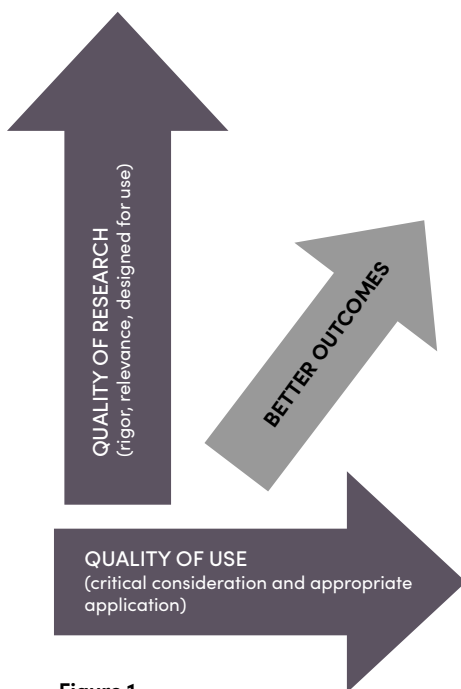 QUALITY OF RESEARCH
(rigor, relevance, designed for use)
BETTER OUTCOMES
QUALITY OF USE
(critical consideration and appropriate
application)
Figure 1